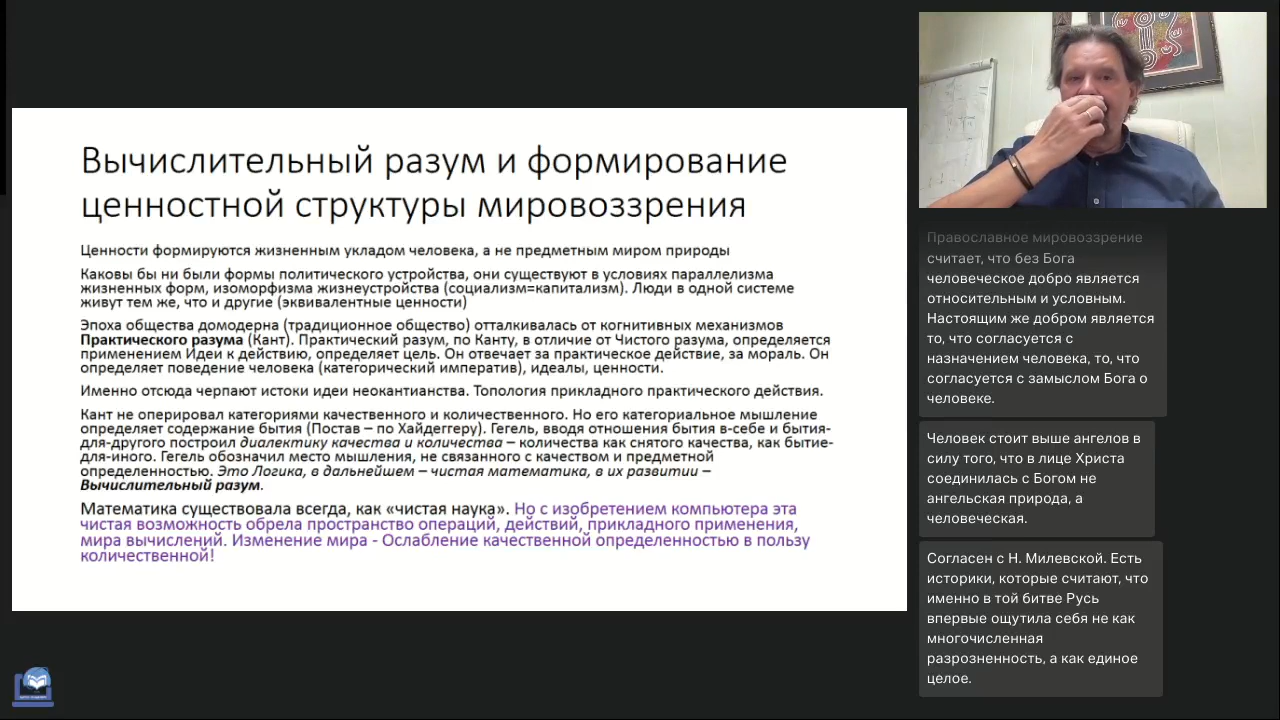 Вычислительный разум и формирование
ценностной структуры мировоззрения
Ценности формируются жизненным укладом человека, а не предметным миром природы
Каковы бы ни были формы политического устройства, они существуют в условиях параллелизма
жизненных форм, изоморфизма жизнеустройства (социализм=капитализм). Люди в одной системе
живут тем же, что и другие (эквивалентные ценности)
Эпоха общества домодерна (традиционное общество) отталкивалась от когнитивных механизмов
Практического разума (Кант). Практический разум, по Канту, в отличие от Чистого разума, определяется
применением Идеи к действию, определяет цель. Он отвечает за практическое действие, за мораль. Он
определяет поведение человека (категорический императив), идеалы, ценности.
Именно отсюда черпают истоки идеи неокантианства. Топология прикладного практического действия.
Кант не оперировал категориями качественного и количественного. Но его категориальное мышление
определяет содержание бытия (Постав – по Хайдеггеру). Гегель, вводя отношения бытия в-себе и бытия-
для-другого построил диалектику качества и количества – количества как снятого качества, как бытие-
для-иного. Гегель обозначил место мышления, не связанного с качеством и предметной
определенностью. Это Логика, в дальнейшем – чистая математика, в их развитии –
Вычислительный разум.
Математика существовала всегда, как «чистая наука». Но с изобретением компьютера эта
чистая возможность обрела пространство операций, действий, прикладного применения,
мира вычислений. Изменение мира - Ослабление качественной определенностью в пользу
количественной!
Православное мировоззрение
считает, что без Бога
человеческое добро является
относительным и условным.
Настоящим же добром является
то, что согласуется с
назначением человека, то, что
согласуется с замыслом Бога о
человеке.
Человек стоит выше ангелов в
силу того, что в лице Христа
соединилась с Богом не
ангельская природа, а
человеческая.
Согласен с Н. Милевской. Есть
историки, которые считают, что
именно в той битве Русь
впервые ощутила себя не как
многочисленная
разрозненность, а как единое
целое.